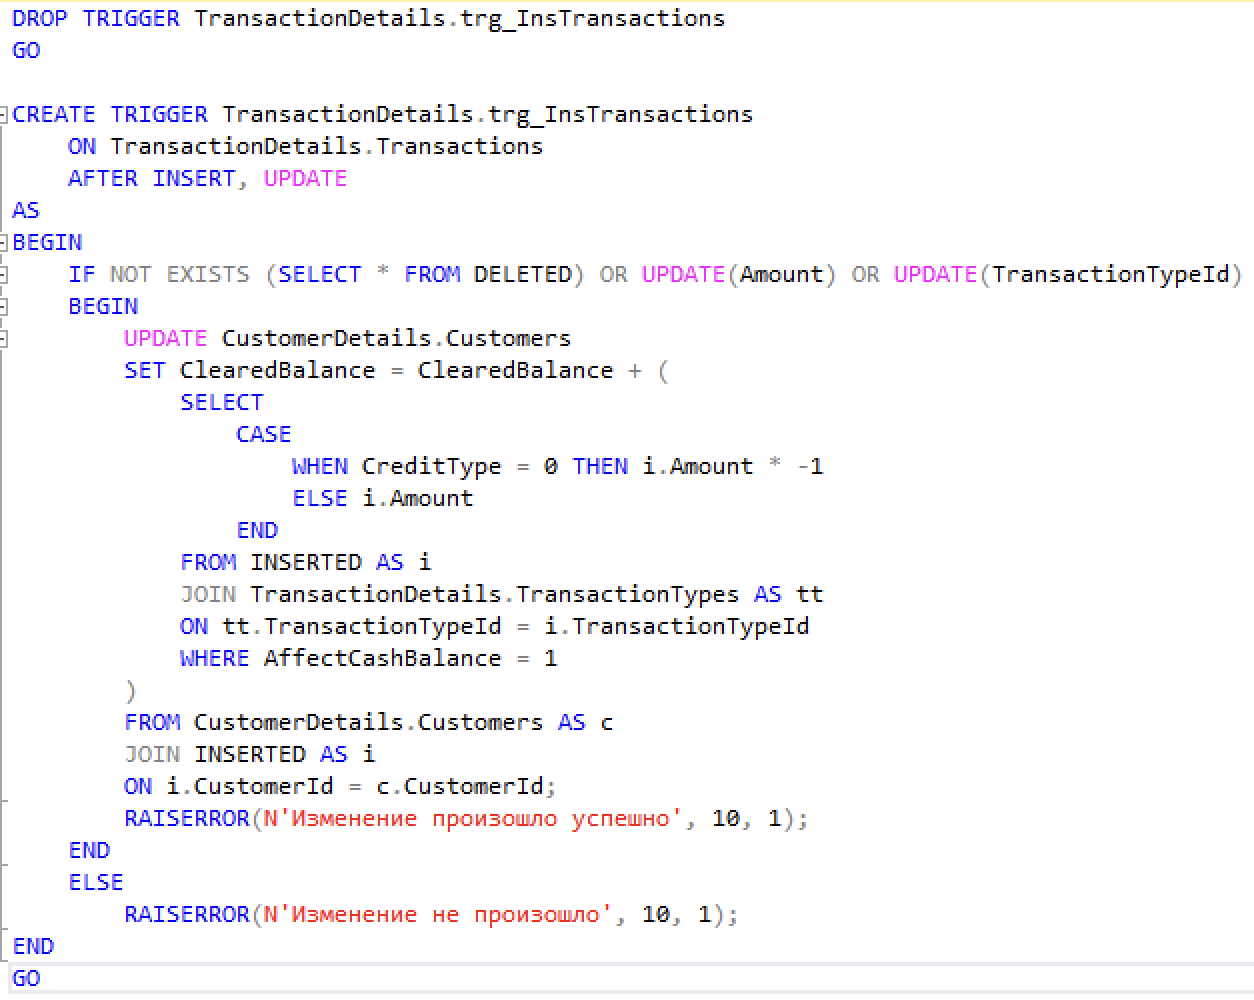 DROP TRIGGER TransactionDetails.trg_InsTransactions
GO
CREATE TRIGGER TransactionDetails.trg_InsTransactions
ON TransactionDetails.Transactions
AFTER INSERT, UPDATE
AS
BEGIN
IF NOT EXISTS (SELECT * FROM DELETED) OR UPDATE(Amount) OR UPDATE(TransactionTypeId)
BEGIN
UPDATE CustomerDetails.Customers
SET ClearedBalance = ClearedBalance + (
SELECT
CASE
WHEN CreditType = 0 THEN i.Amount * -1
ELSE i.Amount
END
FROM INSERTED AS i
JOIN TransactionDetails.TransactionTypes AS tt
ON tt.TransactionTypeId = i.TransactionTypeId
WHERE AffectCashBalance = 1
)
FROM CustomerDetails.Customers AS c
JOIN INSERTED AS i
ON i.CustomerId = c.CustomerId;
RAISERROR(N'Изменение произошло успешно', 10, 1);
END
ELSE
RAISERROR(N'Изменение не произошло', 10, 1);
END
GO